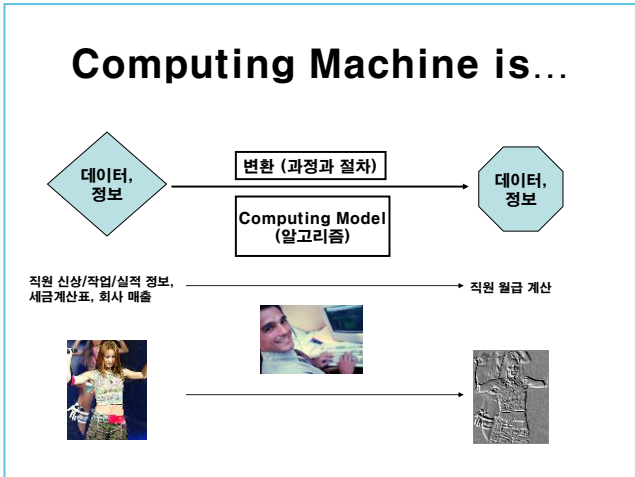 Computing Machine is...
데이터,
정보
변환 (과정과 절차)
Computing Model
(알고리즘)
데이터,
정보
직원 신상/작업/실적 정보,
세금계산표, 회사 매출
직원 월급 계산